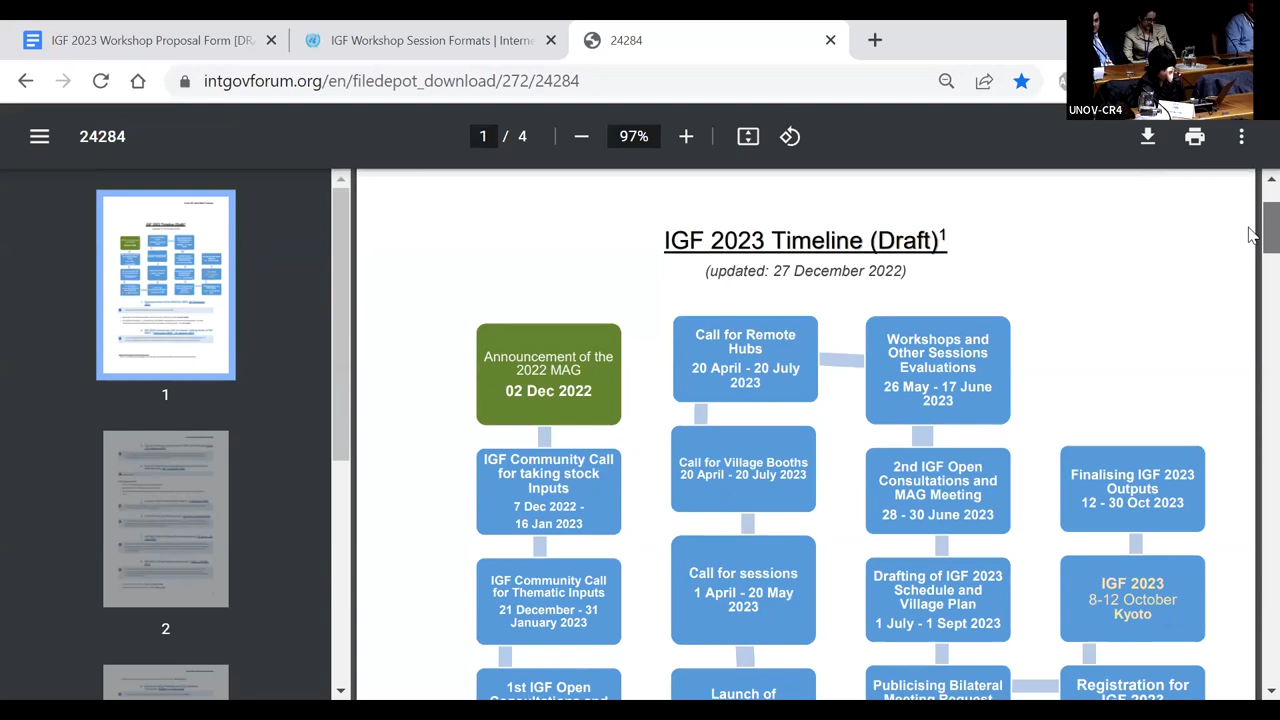 IGF 2023 Workshop Proposal Form [DRA
IGF Workshop Session Formats | Interne
24284
intgovforum.org/en/filedepot_download/272/24284
UNOV-CR4
24284
1 / 4
97%
1
2
IGF 2023 Timeline (Draft)1
(updated: 27 December 2022)
Announcement of the
2022 MAG
02 Dec 2022
IGF Community Call
for taking stock
Inputs
7 Dec 2022 -
16 Jan 2023
IGF Community Call
for Thematic Inputs
21 December - 31
January 2023
1st IGF Open
Consultations and
Call for Remote
Hubs
20 April - 20 July
2023
Call for Village Booths
20 April - 20 July 2023
Call for sessions
1 April - 20 May
2023
Launch of
Workshops and
Other Sessions
Evaluations
26 May - 17 June
2023
2nd IGF Open
Consultations and
MAG Meeting
28 - 30 June 2023
Drafting of IGF 2023
Schedule and
Village Plan
1 July - 1 Sept 2023
Publicising Bilateral
Meeting Request
Finalising IGF 2023
Outputs
12 - 30 Oct 2023
IGF 2023
8-12 October
Kyoto
Registration for
IGF 2023